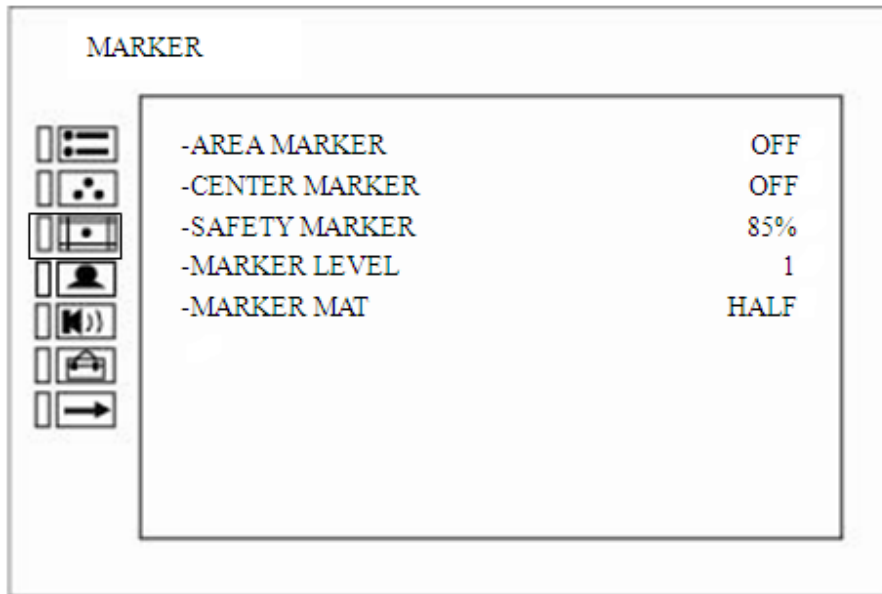 MARKER
-AREA MARKER OFF
-CENTER MARKER OFF
-SAFETY MARKER 85%
-MARKER LEVEL 1
-MARKER MAT HALF